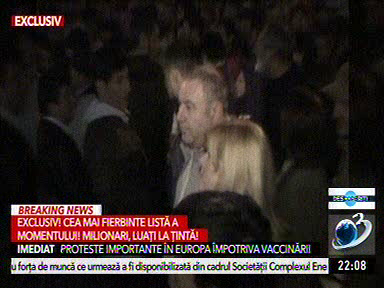 EXCLUSIV
BREAKING NEWS
EXCLUSIV! CEA MAI FIERBINTE LISTĂ A
MOMENTULUI! MILIONARI, LUAȚI LA ȚINTĂ!
IMEDIAT PROTESTE IMPORTANTE ÎN EUROPA ÎMPOTRIVA VACCINĂRII
u forța de muncă ce urmează a fi disponibilizată din cadrul Societății Complexul Ene
3
22:08